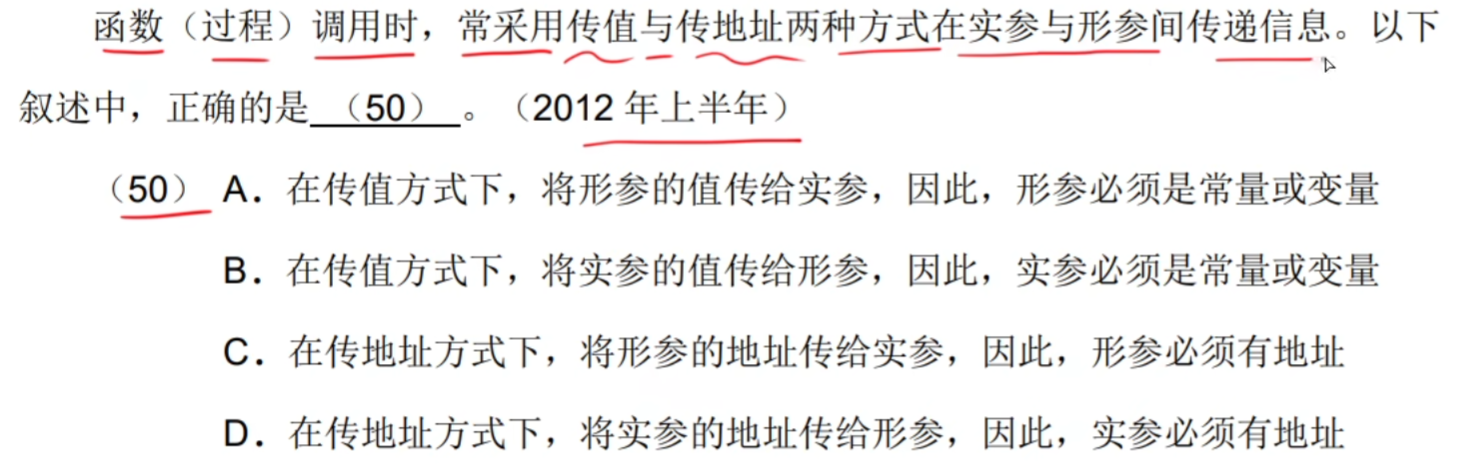 函数（过程）调用时，常采用传值与传地址两种方式在实参与形参间传递信息。以下
叙述中，正确的是（50）。（2012 年上半年）
（50） A．在传值方式下，将形参的值传给实参，因此，形参必须是常量或变量
B．在传值方式下，将实参的值传给形参，因此，实参必须是常量或变量
C．在传地址方式下，将形参的地址传给实参，因此，形参必须有地址
D．在传地址方式下，将实参的地址传给形参，因此，实参必须有地址